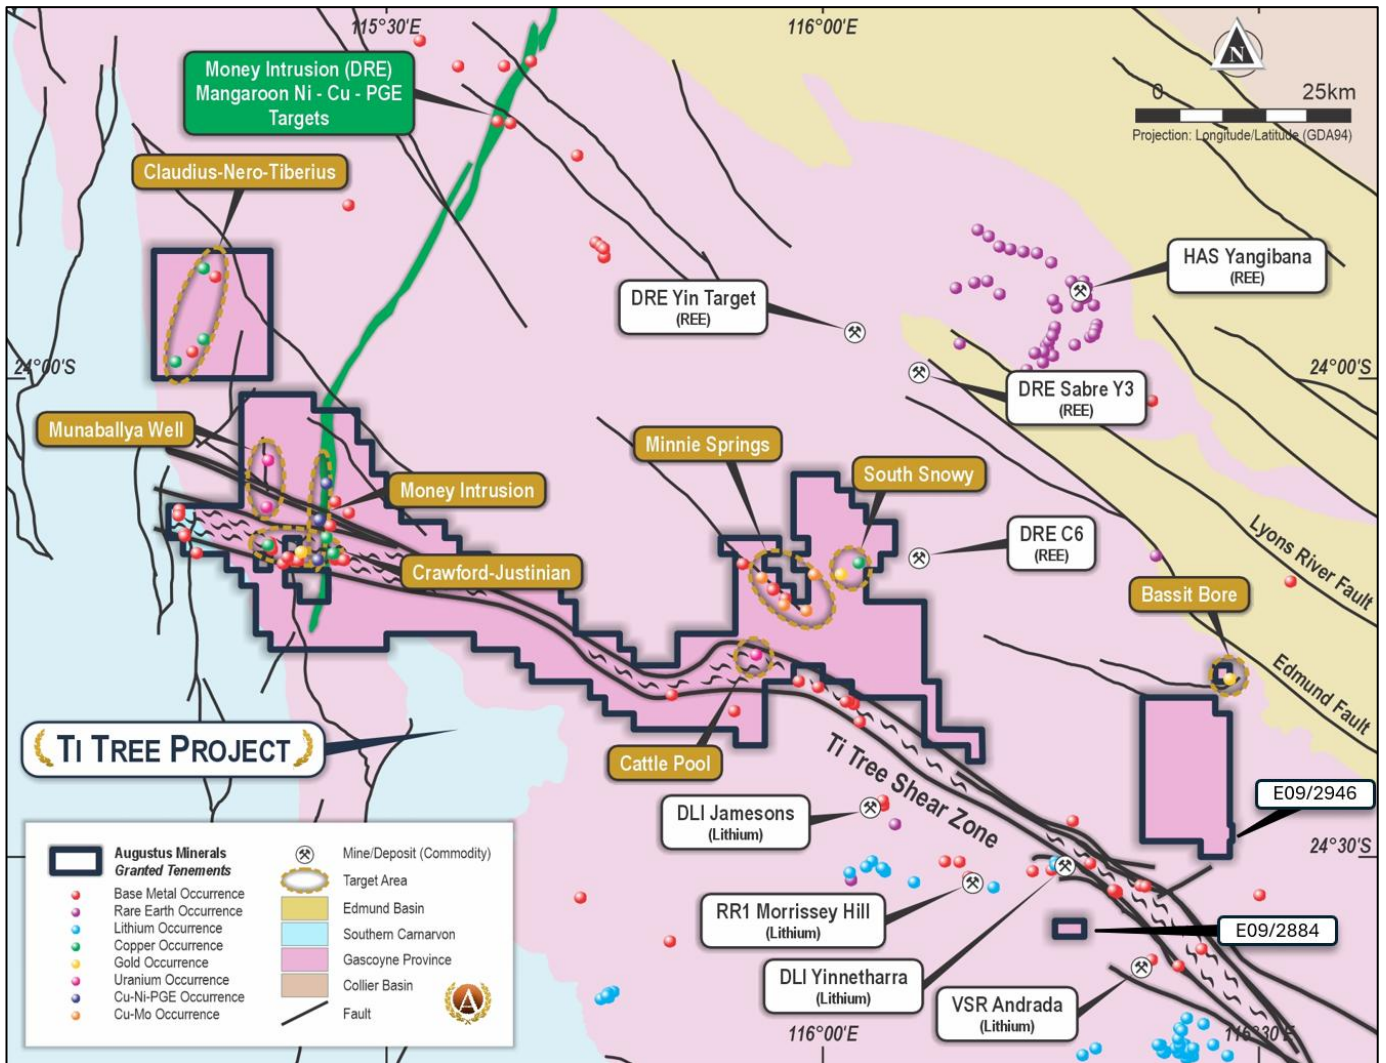 115°30'E
116°00'E
N
0 25km
Projection: Longitude/Latitude (GDA94)
Money Intrusion (DRE)
Mangaroon Ni - Cu - PGE
Targets
Claudius-Nero-Tiberius
HAS Yangibana
(REE)
DRE Yin Target
(REE)
24°00'S
24°00'S
DRE Sabre Y3
(REE)
Munaballya Well
Minnie Springs
South Snowy
Money Intrusion
Lyons River Fault
DRE C6
(REE)
Crawford-Justinian
Bassit Bore
Edmund Fault
TI TREE PROJECT
Cattle Pool
Ti Tree Shear Zone
E09/2946
DLI Jamesons
(Lithium)
24°30'S
RR1 Morrissey Hill
(Lithium)
E09/2884
DLI Yinnetharra
(Lithium)
VSR Andrada
(Lithium)
116°00'E
116°30'E
Augustus Minerals
Granted Tenements
Base Metal Occurrence
Rare Earth Occurrence
Lithium Occurrence
Copper Occurrence
Gold Occurrence
Uranium Occurrence
Cu-Ni-PGE Occurrence
Cu-Mo Occurrence
Mine/Deposit (Commodity)
Target Area
Edmund Basin
Southern Carnarvon
Gascoyne Province
Collier Basin
Fault